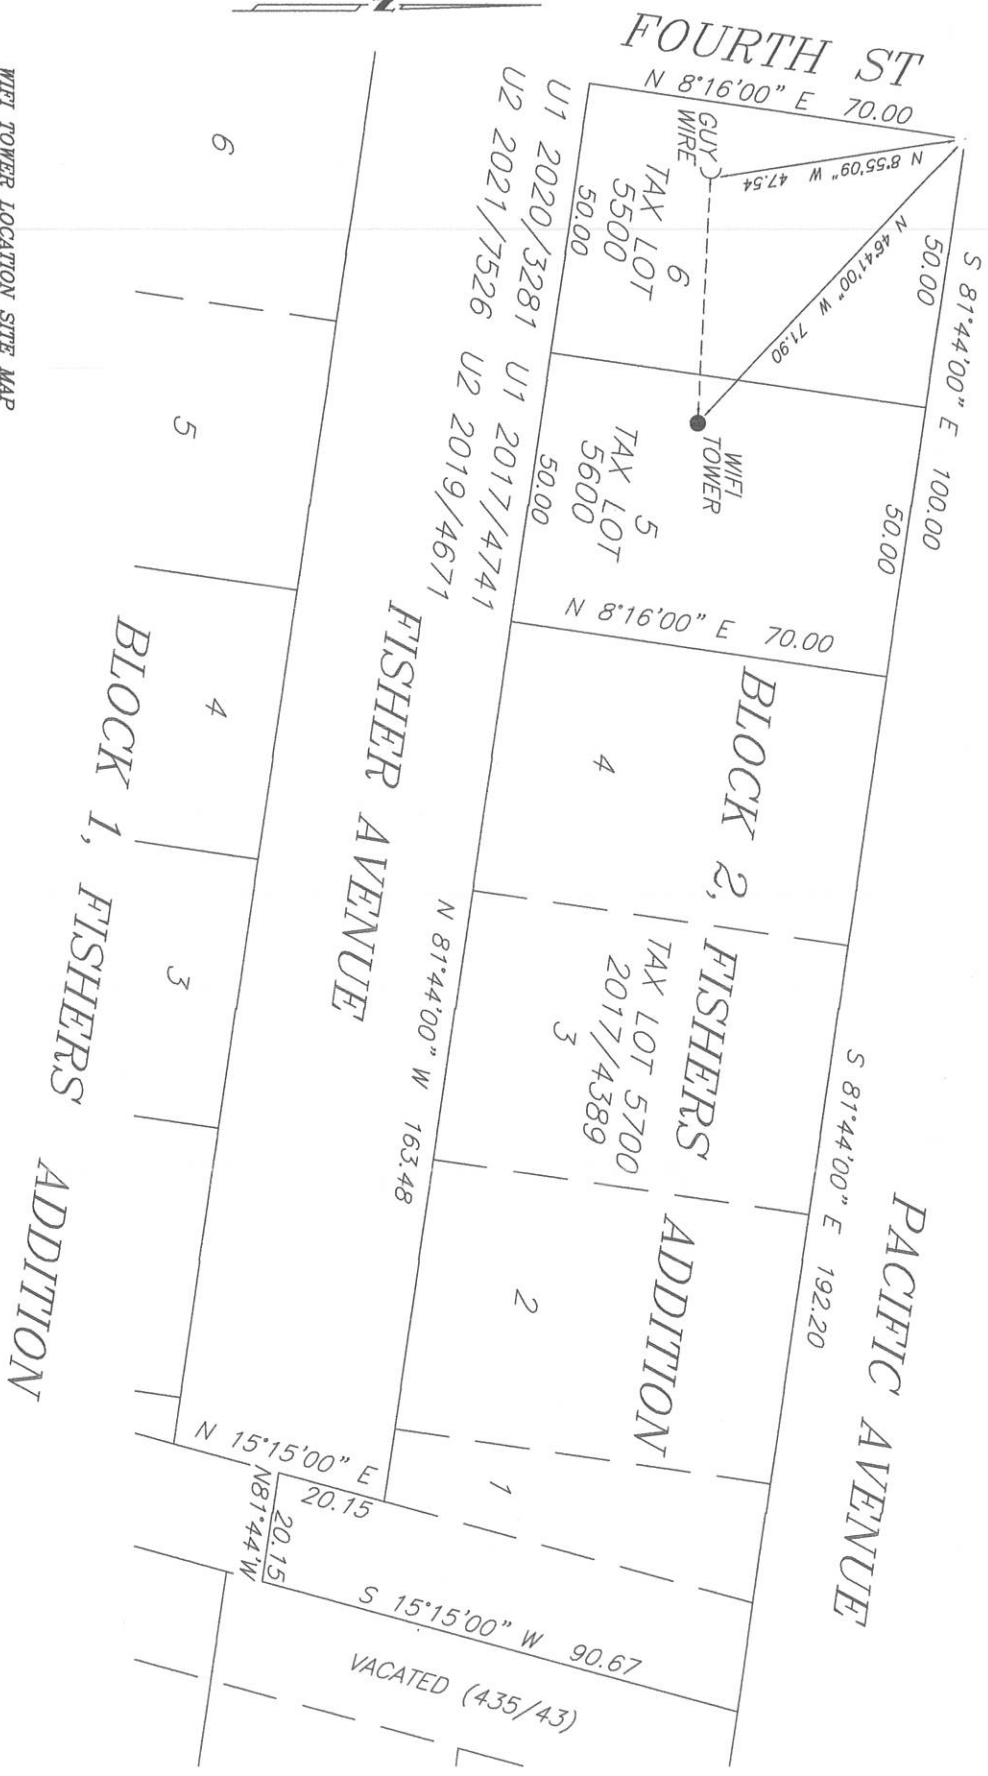 Z
FOURTH ST
N 8°16'00" E 70.00
S 81°44'00" E 100.00
50.00
50.00
N 8°55'09" W 47.54
N 46°41'00" W 71.90
GUY
WIRE
6
TAX LOT
5500
50.00
U1 2020/3281
U2 2021/7526
WIFI
TOWER
5
TAX LOT
5600
50.00
U1 2017/4741
U2 2019/4671
N 8°16'00" E 70.00
PACIFIC AVENUE
S 81°44'00" E 192.20
BLOCK 2, FISHERS ADDITION
4
TAX LOT 5700
2017/4389
3
2
1
N 81°44'00" W 163.48
FISHER AVENUE
N 15°15'00" E
20.15
20.15
N81°44'W
S 15°15'00" W 90.67
VACATED (435/43)
6
5
4
3
BLOCK 1, FISHERS ADDITION
WIFI TOWER LOCATION SITE MAP